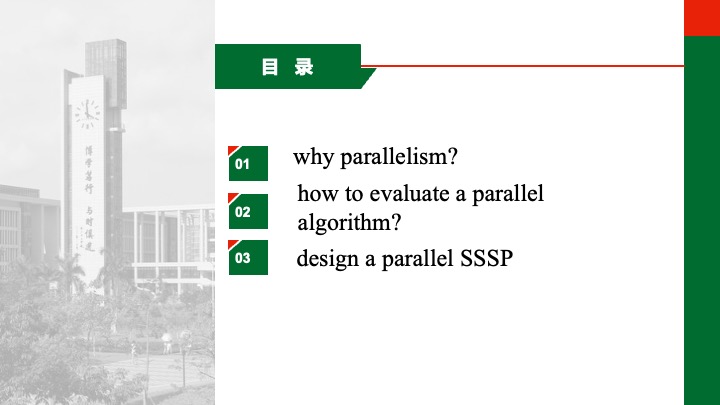 目 录
01
why parallelism?
02
how to evaluate a parallel
algorithm?
03
design a parallel SSSP
博学笃行
与时俱进